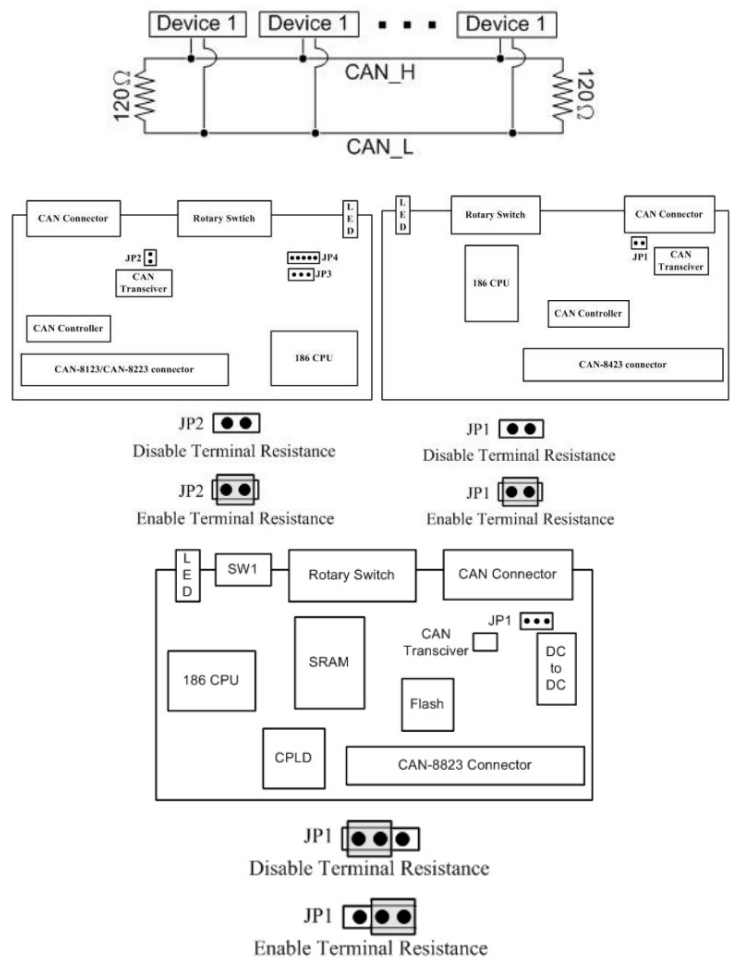 Device 1 Device 1 Device 1
CAN_H
120Ω 120Ω
CAN_L
CAN Connector Rotary Swtich LED
JP2 JP4
JP3
CAN
Transciver
CAN Controller
186 CPU
CAN-8123/CAN-8223 connector
LED Rotary Switch CAN Connector
JP1
CAN
Transciver
186 CPU
CAN Controller
CAN-8423 connector
JP2
Disable Terminal Resistance
JP2
Enable Terminal Resistance
JP1
Disable Terminal Resistance
JP1
Enable Terminal Resistance
LED SW1 Rotary Switch CAN Connector
JP1
CAN
Transciver
DC
to
DC
SRAM
186 CPU
Flash
CPLD
CAN-8823 Connector
JP1
Disable Terminal Resistance
JP1
Enable Terminal Resistance